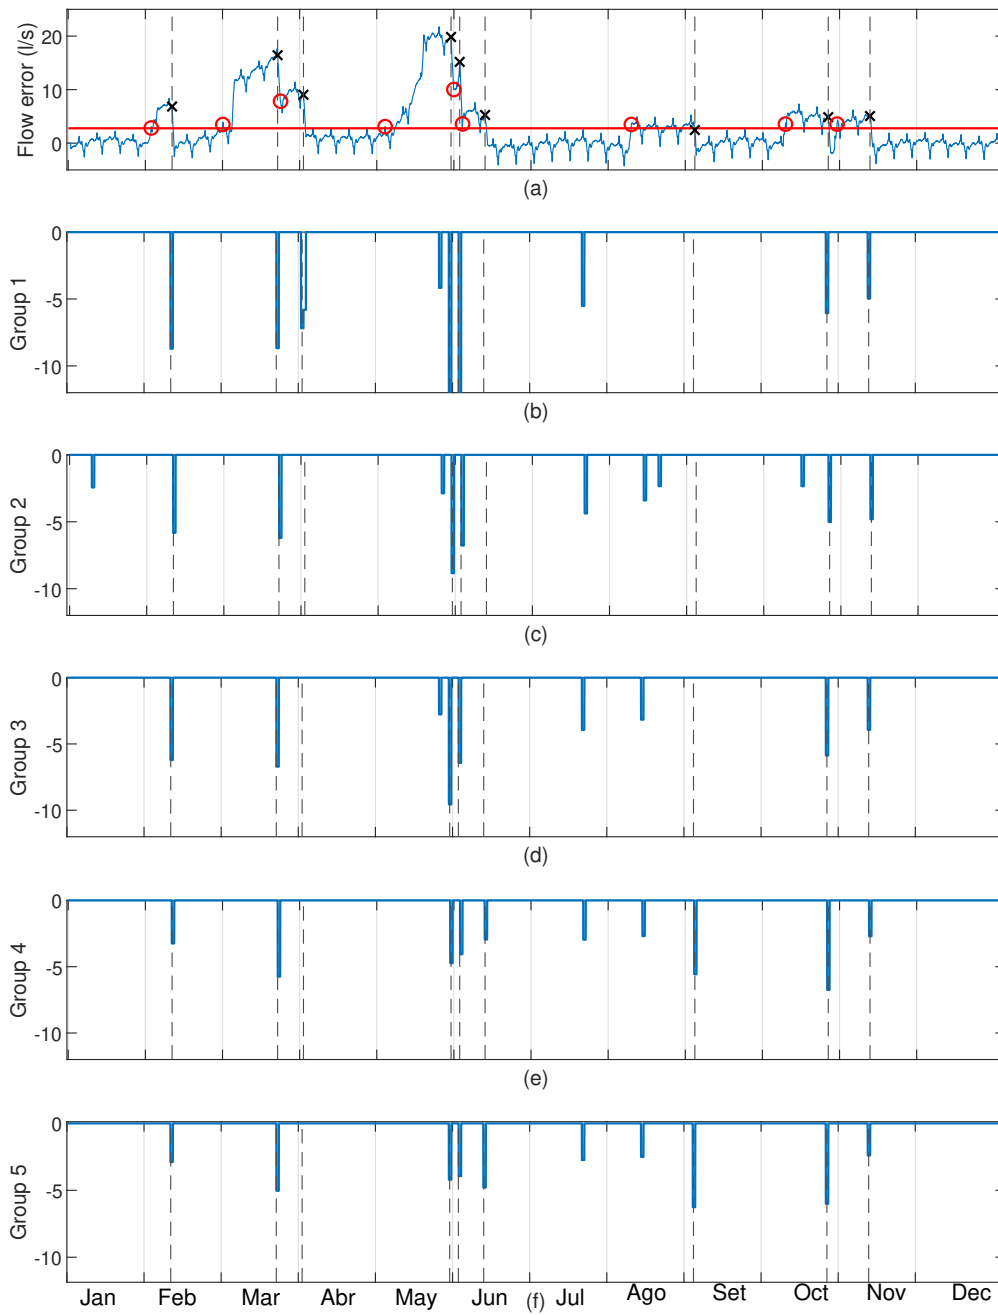 Flow error (l/s)
20
10
0
(a)
Group 1
0
-5
-10
(b)
Group 2
0
-5
-10
(c)
Group 3
0
-5
-10
(d)
Group 4
0
-5
-10
(e)
Group 5
0
-5
-10
Jan Feb Mar Abr May Jun (f) Jul Ago Set Oct Nov Dec